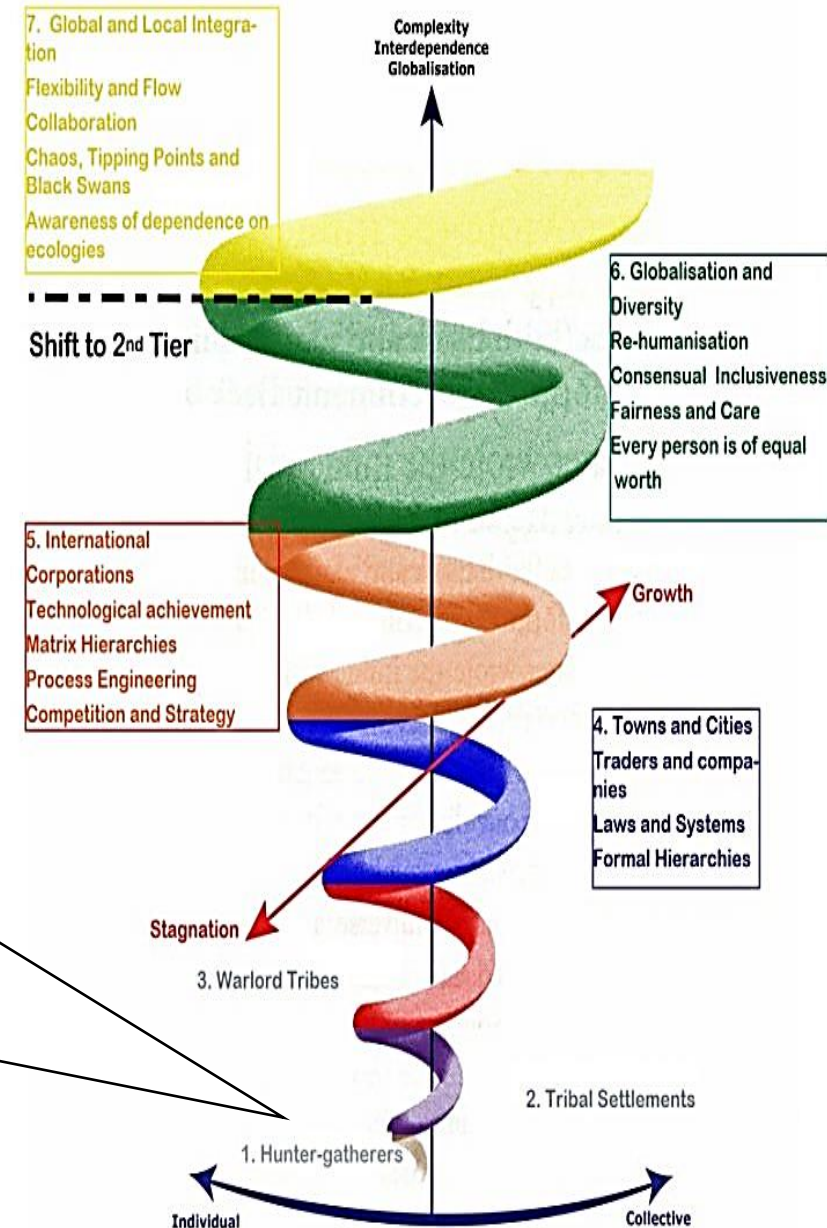 Complexity
Interdependence
Globalisation
7. Global and Local Integra-
tion
Flexibility and Flow
Collaboration
Chaos, Tipping Points and
Black Swans
Awareness of dependence on
ecologies
6. Globalisation and
Diversity
Re-humanisation
Consensual Inclusiveness
Fairness and Care
Every person is of equal
worth
Shift to 2nd Tier
5. International
Corporations
Technological achievement
Matrix Hierarchies
Process Engineering
Competition and Strategy
Growth
4. Towns and Cities
Traders and compa-
nies
Laws and Systems
Formal Hierarchies
Stagnation
3. Warlord Tribes
2. Tribal Settlements
1. Hunter-gatherers
Individual
Collective